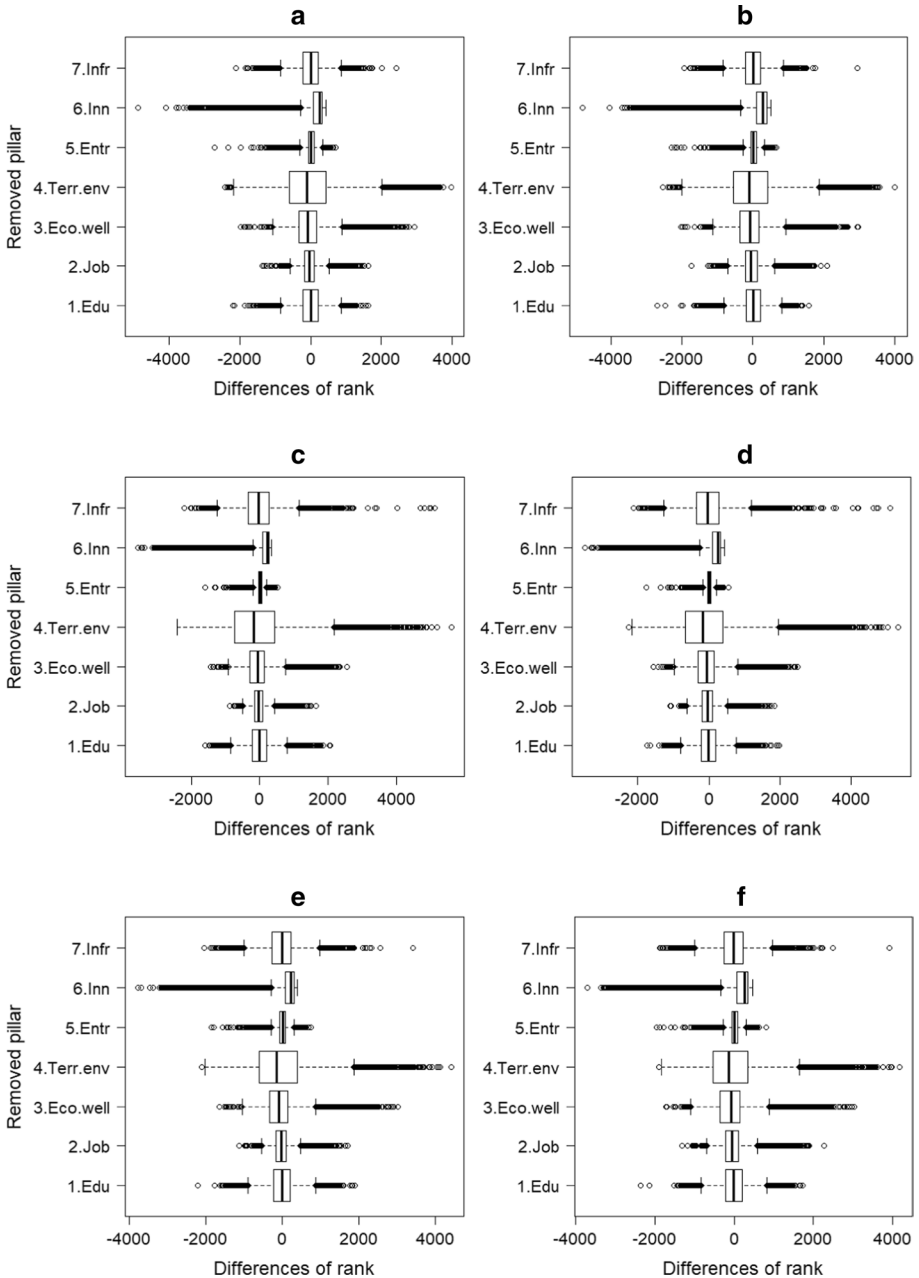 a
b
Removed pillar
7.Infr
6.Inn
5.Entr
4.Terr.env
3.Eco.well
2.Job
1.Edu
-4000 -2000 0 2000 4000
Differences of rank
7.Infr
6.Inn
5.Entr
4.Terr.env
3.Eco.well
2.Job
1.Edu
-4000 -2000 0 2000 4000
Differences of rank
c
d
Removed pillar
7.Infr
6.Inn
5.Entr
4.Terr.env
3.Eco.well
2.Job
1.Edu
-2000 0 2000 4000
Differences of rank
7.Infr
6.Inn
5.Entr
4.Terr.env
3.Eco.well
2.Job
1.Edu
-2000 0 2000 4000
Differences of rank
e
f
Removed pillar
7.Infr
6.Inn
5.Entr
4.Terr.env
3.Eco.well
2.Job
1.Edu
-4000 -2000 0 2000 4000
Differences of rank
7.Infr
6.Inn
5.Entr
4.Terr.env
3.Eco.well
2.Job
1.Edu
-4000 -2000 0 2000 4000
Differences of rank